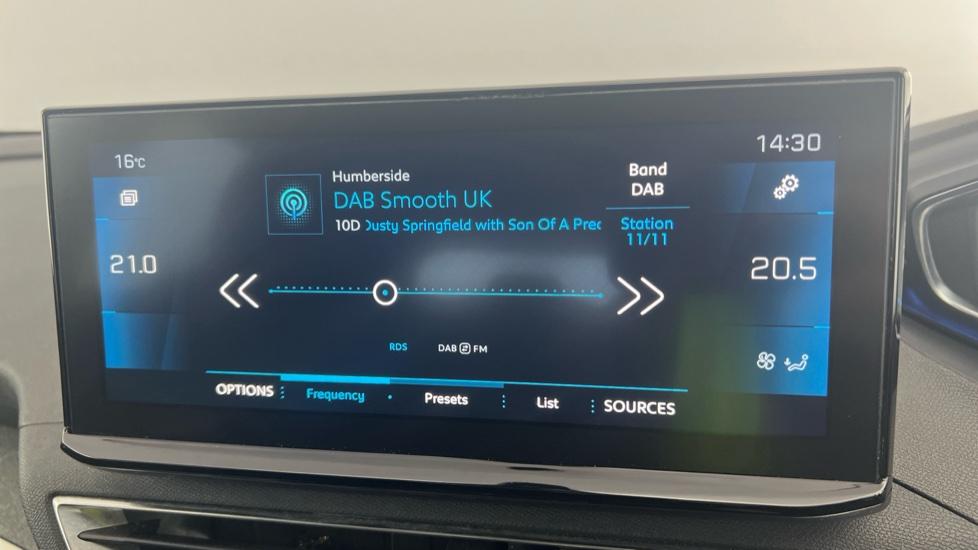 16°C
14:30
Humberside
DAB Smooth UK
10D Dusty Springfield with Son Of A Prec
Band
DAB
Station
11/11
21.0
20.5
RDS
DAB FM
OPTIONS
Frequency
Presets
List
SOURCES